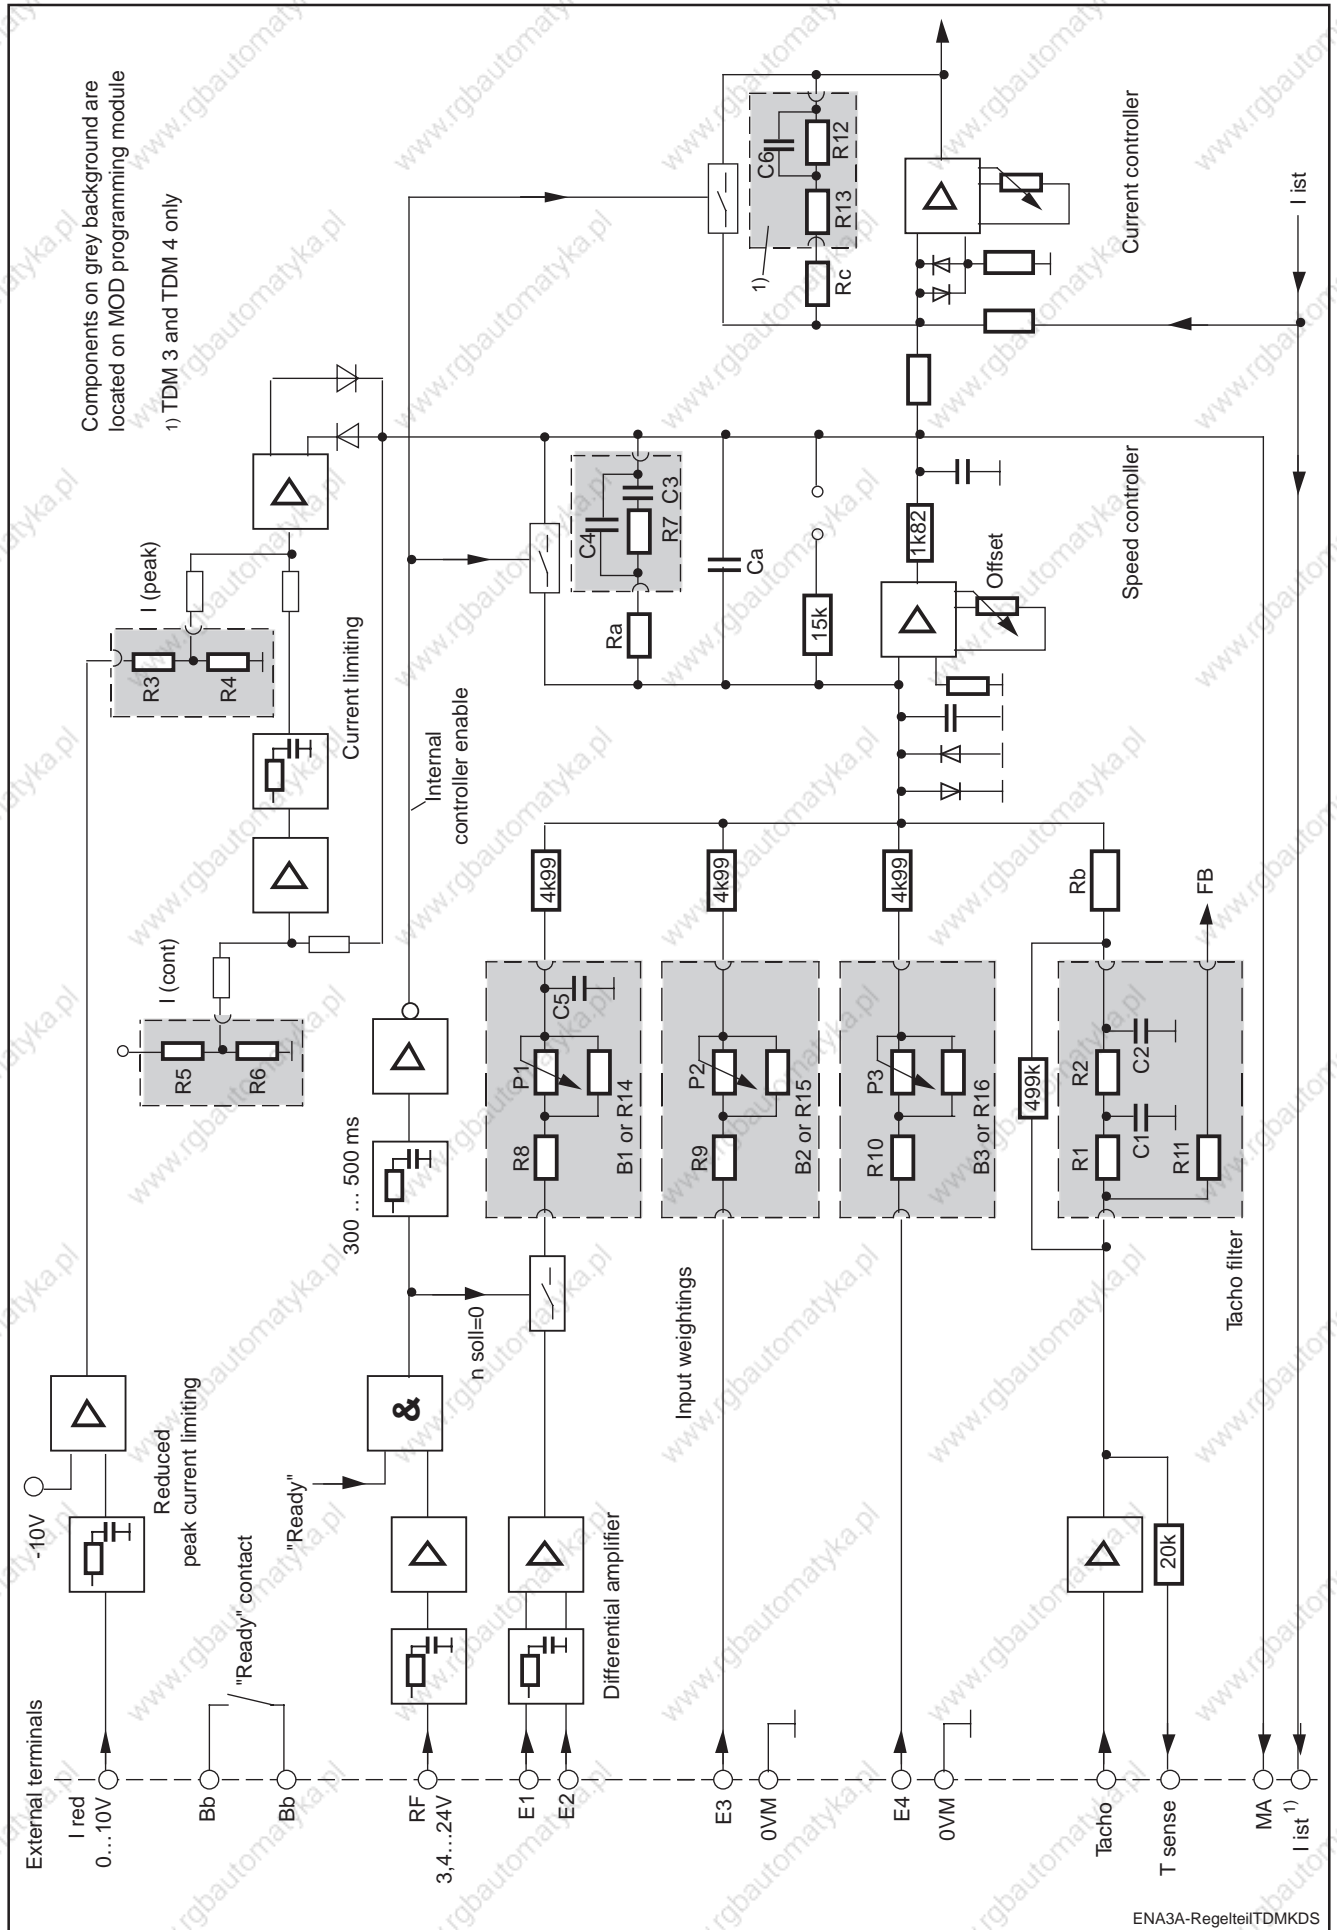 Components on grey background are
located on MOD programming module
1) TDM 3 and TDM 4 only
External terminals
I red
0...10V
-10V
Reduced
peak current limiting
Bb
Bb
"Ready" contact
I (cont)
R5
R6
I (peak)
R3
R4
Current limiting
RF
3,4...24V
"Ready"
&
300 ... 500 ms
n soll=0
Internal
controller enable
E1
E2
Differential amplifier
R8
P1
C5
B1 or R14
4k99
Input weightings
E3
0VM
R9
P2
B2 or R15
4k99
E4
0VM
R10
P3
B3 or R16
4k99
Tacho
T sense
20k
Tacho filter
499k
R1
R2
C1
C2
R11
Rb
FB
Ra
C4
R7
C3
Ca
15k
1k82
Offset
Speed controller
1)
Rc
R13
R12
C6
Current controller
I ist
MA
I ist 1)
ENA3A-RegelteilTDMKDS
www.rgbautomatyka.pl